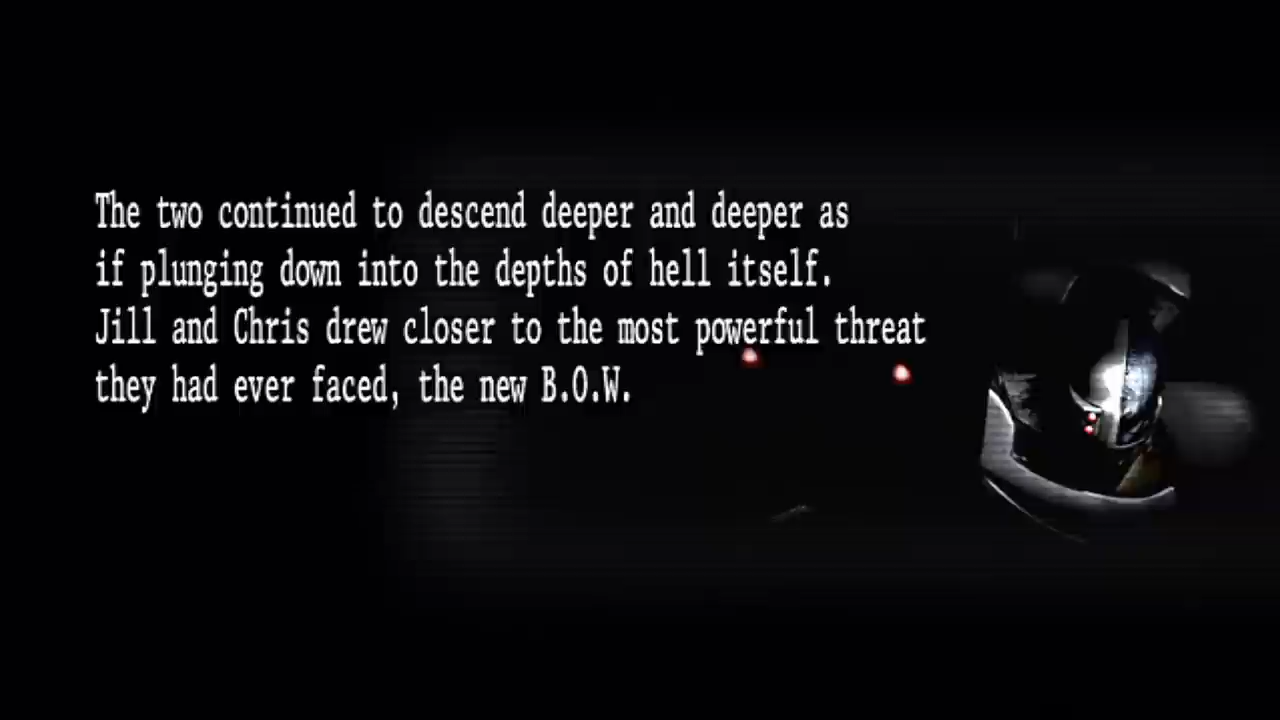 The two continued to descend deeper and deeper as
if plunging down into the depths of hell itself.
Jill and Chris drew closer to the most powerful threat
they had ever faced, the new B.O.W.